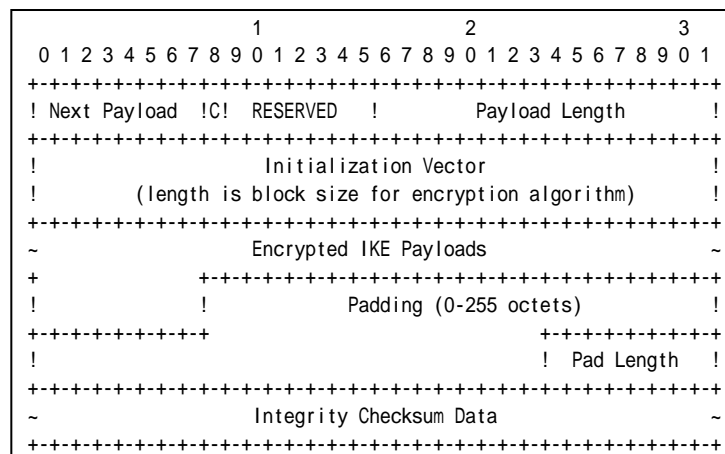 1                   2                   3
 0 1 2 3 4 5 6 7 8 9 0 1 2 3 4 5 6 7 8 9 0 1 2 3 4 5 6 7 8 9 0 1
+-+-+-+-+-+-+-+-+-+-+-+-+-+-+-+-+-+-+-+-+-+-+-+-+-+-+-+-+-+-+-+-+
! Next Payload  !C!  RESERVED   !         Payload Length        !
+-+-+-+-+-+-+-+-+-+-+-+-+-+-+-+-+-+-+-+-+-+-+-+-+-+-+-+-+-+-+-+-+
!                     Initialization Vector                     !
!         (length is block size for encryption algorithm)       !
+-+-+-+-+-+-+-+-+-+-+-+-+-+-+-+-+-+-+-+-+-+-+-+-+-+-+-+-+-+-+-+-+
~                    Encrypted IKE Payloads                     ~
+               +-+-+-+-+-+-+-+-+-+-+-+-+-+-+-+-+-+-+-+-+-+-+-+-+
!               !             Padding (0-255 octets)            !
+-+-+-+-+-+-+-+-+                               +-+-+-+-+-+-+-+-+
!                                               !  Pad Length   !
+-+-+-+-+-+-+-+-+-+-+-+-+-+-+-+-+-+-+-+-+-+-+-+-+-+-+-+-+-+-+-+-+
~                    Integrity Checksum Data                    ~
+-+-+-+-+-+-+-+-+-+-+-+-+-+-+-+-+-+-+-+-+-+-+-+-+-+-+-+-+-+-+-+-+